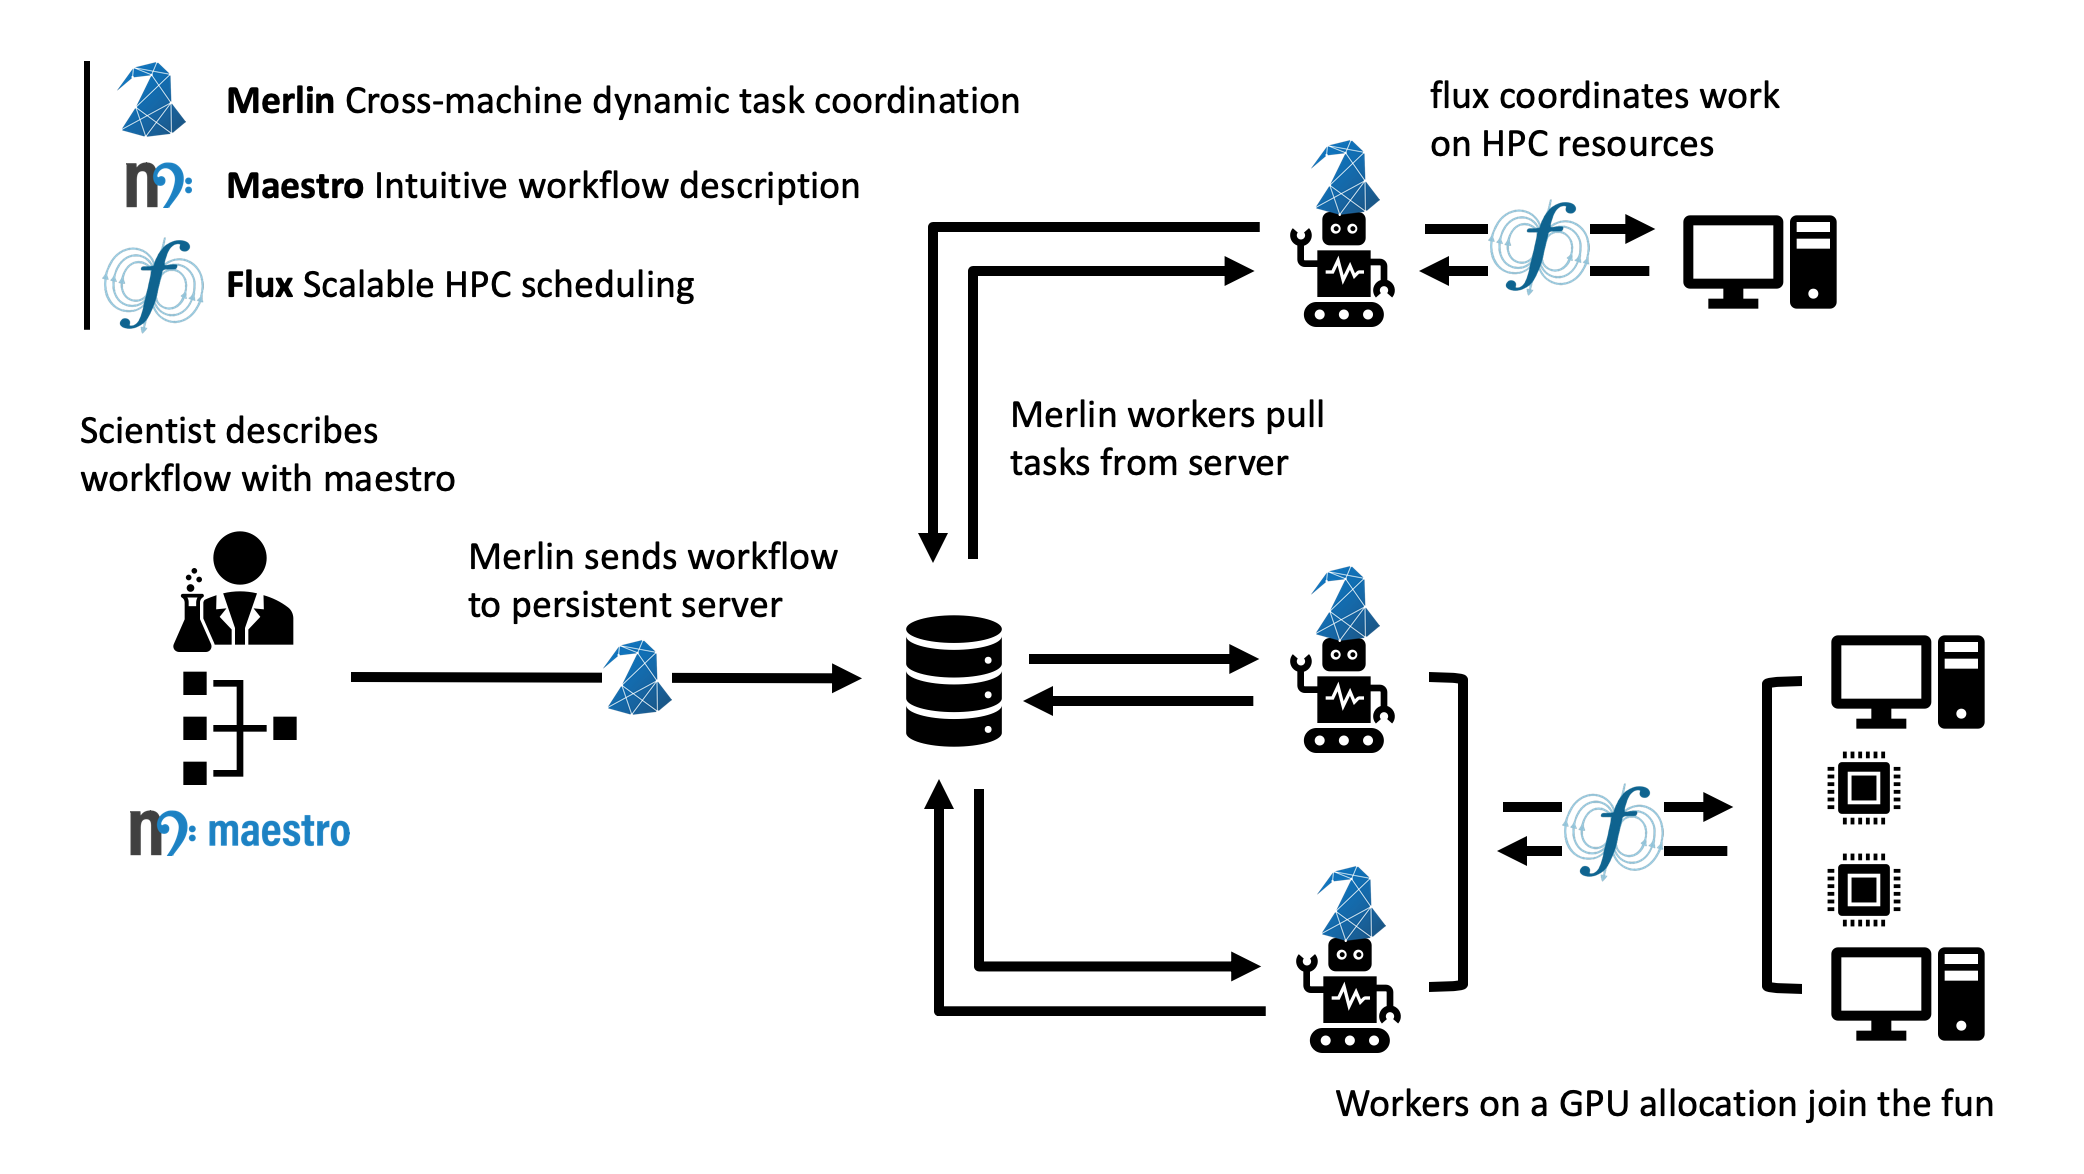 Merlin Cross-machine dynamic task coordination
Maestro Intuitive workflow description
Flux Scalable HPC scheduling
flux coordinates work
on HPC resources
Merlin workers pull
tasks from server
Scientist describes
workflow with maestro
Merlin sends workflow
to persistent server
maestro
Workers on a GPU allocation join the fun